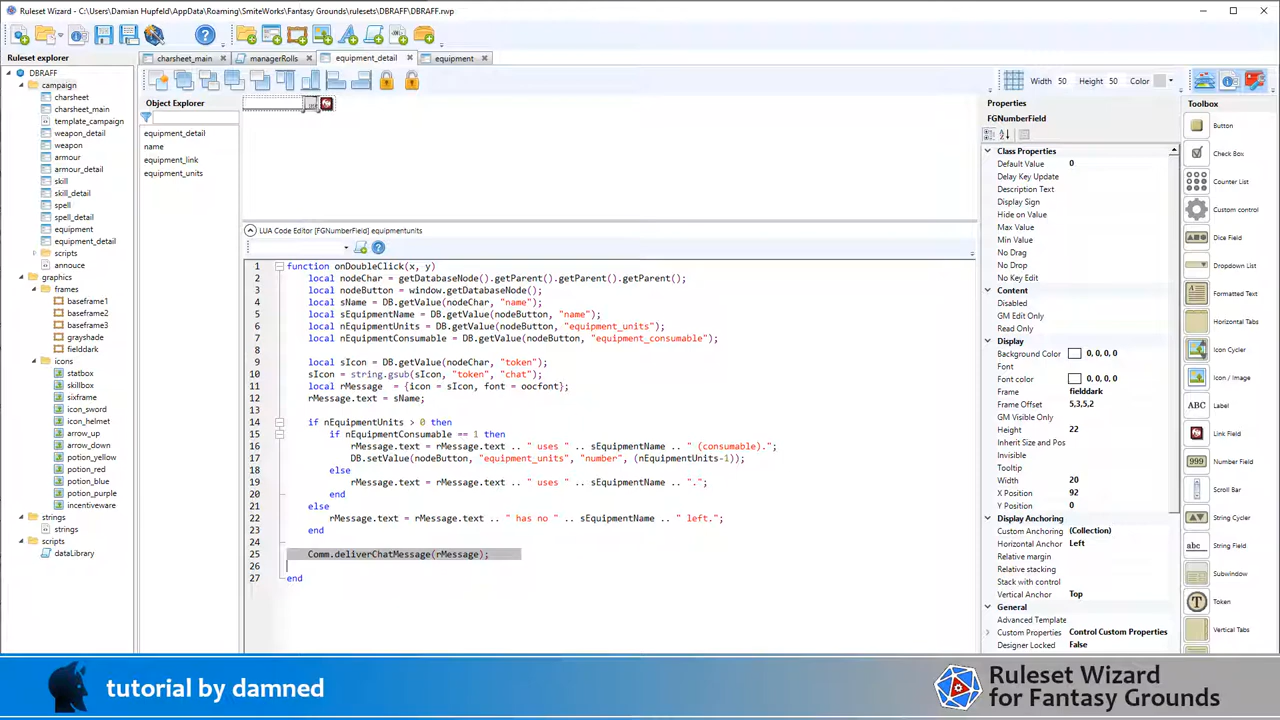 Ruleset Wizard - C:\Users\Damian Hupfeld\AppData\Roaming\SmiteWorks\Fantasy Grounds\rulesets\DBRAFF\DBRAFF.rwp
Ruleset explorer
charsheet_main
managerRolls
equipment_detail
equipment
DBRAFF
campaign
charsheet
charsheet_main
template_campaign
weapon_detail
weapon
armour
armour_detail
skill
skill_detail
spell
spell_detail
equipment
equipment_detail
scripts
annouce
graphics
frames
baseframe1
baseframe2
baseframe3
grayshade
fielddark
icons
statbox
skillbox
sixframe
icon_sword
icon_helmet
arrow_up
arrow_down
potion_yellow
potion_red
potion_blue
potion_purple
incentiveware
strings
strings
scripts
dataLibrary
Object Explorer
equipment_detail
name
equipment_link
equipment_units
Width 50 Height 50 Color
LUA Code Editor [FGNumberField] equipmentunits
1 function onDoubleClick(x, y)
2 local nodeChar = getDatabaseNode().getParent().getParent().getParent();
3 local nodeButton = window.getDatabaseNode();
4 local sName = DB.getValue(nodeChar, "name");
5 local sEquipmentName = DB.getValue(nodeButton, "name");
6 local nEquipmentUnits = DB.getValue(nodeButton, "equipment_units");
7 local nEquipmentConsumable = DB.getValue(nodeButton, "equipment_consumable");
8
9 local sIcon = DB.getValue(nodeChar, "token");
10 sIcon = string.gsub(sIcon, "token", "chat");
11 local rMessage = {icon = sIcon, font = oocfont};
12 rMessage.text = sName;
13
14 if nEquipmentUnits > 0 then
15 if nEquipmentConsumable == 1 then
16 rMessage.text = rMessage.text .. " uses " .. sEquipmentName .. " (consumable).";
17 DB.setValue(nodeButton, "equipment_units", "number", (nEquipmentUnits-1));
18 else
19 rMessage.text = rMessage.text .. " uses " .. sEquipmentName .. ".";
20 end
21 else
22 rMessage.text = rMessage.text .. " has no " .. sEquipmentName .. " left.";
23 end
24
25 Comm.deliverChatMessage(rMessage);
26
27 end
Properties
FGNumberField
Class Properties
Default Value 0
Delay Key Update
Description Text
Display Sign
Hide on Value
Max Value
Min Value
No Drag
No Drop
No Key Edit
Content
Disabled
GM Edit Only
Read Only
Display
Background Color 0, 0, 0, 0
Font
Font color 0, 0, 0, 0
Frame fielddark
Frame Offset 5,3,5,2
GM Visible Only
Height 22
Inherit Size and Pos
Invisible
Tooltip
Width 20
X Position 92
Y Position 2
Display Anchoring
Custom Anchoring (Collection)
Horizontal Anchor Left
Relative margin
Relative stacking
Stack with control
Vertical Anchor Top
General
Advanced Template
Custom Properties Control Custom Properties
Designer Locked False
Toolbox
Button
Check Box
Counter List
Custom control
Dice Field
Dropdown List
Formatted Text
Horizontal Tabs
Icon Cycler
Icon / Image
ABC Label
Link Field
999 Number Field
Scroll Bar
String Cycler
abc String Field
Subwindow
T Token
Vertical Tabs
tutorial by damned
Ruleset Wizard
for Fantasy Grounds